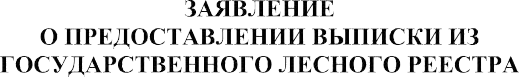 ЗАЯВЛЕНИЕ
О ПРЕДОСТАВЛЕНИИ ВЫПИСКИ ИЗ
ГОСУДАРСТВЕННОГО ЛЕСНОГО РЕЕСТРА